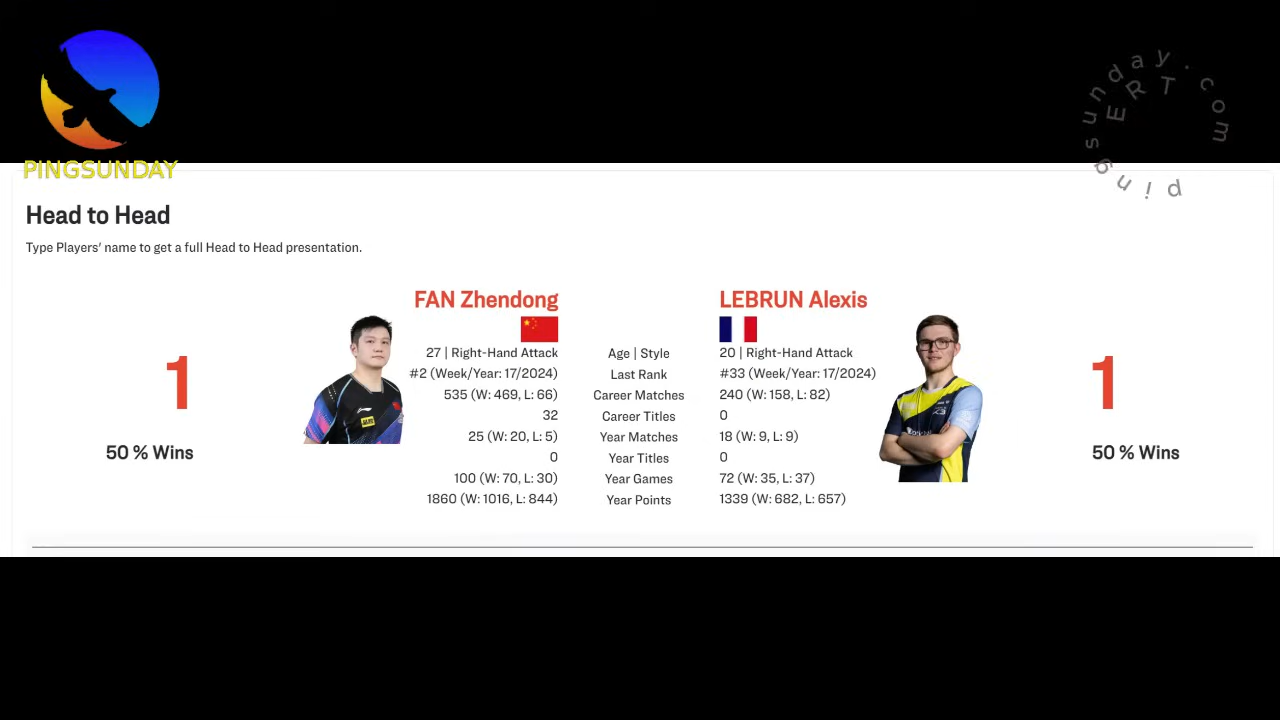 PINGSUNDAY
pingsunday.com
ERT
Head to Head
Type Players' name to get a full Head to Head presentation.
FAN Zhendong LEBRUN Alexis
27 | Right-Hand Attack Age | Style 20 | Right-Hand Attack
#2 (Week/Year: 17/2024) Last Rank #33 (Week/Year: 17/2024)
535 (W: 469, L: 66) Career Matches 240 (W: 158, L: 82)
32 Career Titles 0
25 (W: 20, L: 5) Year Matches 18 (W: 9, L: 9)
0 Year Titles 0
100 (W: 70, L: 30) Year Games 72 (W: 35, L: 37)
1860 (W: 1016, L: 844) Year Points 1339 (W: 682, L: 657)
1
50 % Wins
1
50 % Wins